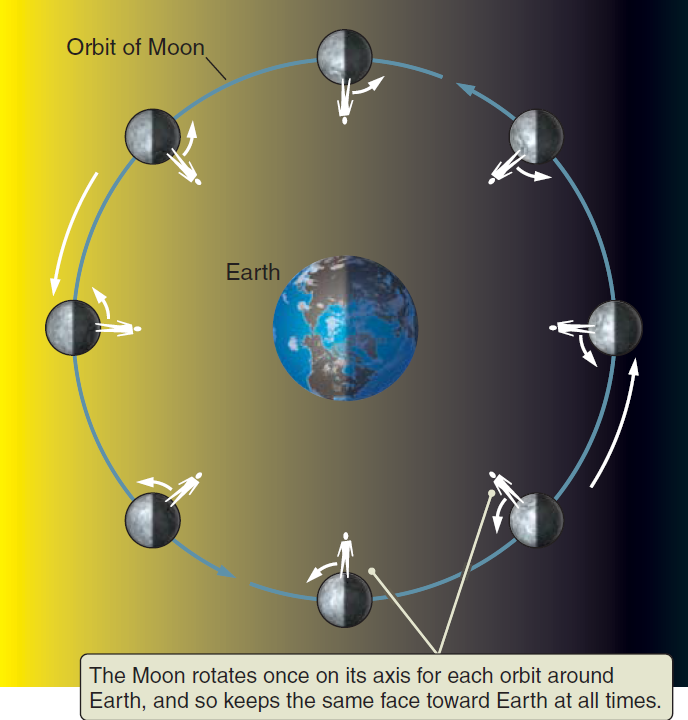 Orbit of Moon
Earth
The Moon rotates once on its axis for each orbit around
Earth, and so keeps the same face toward Earth at all times.